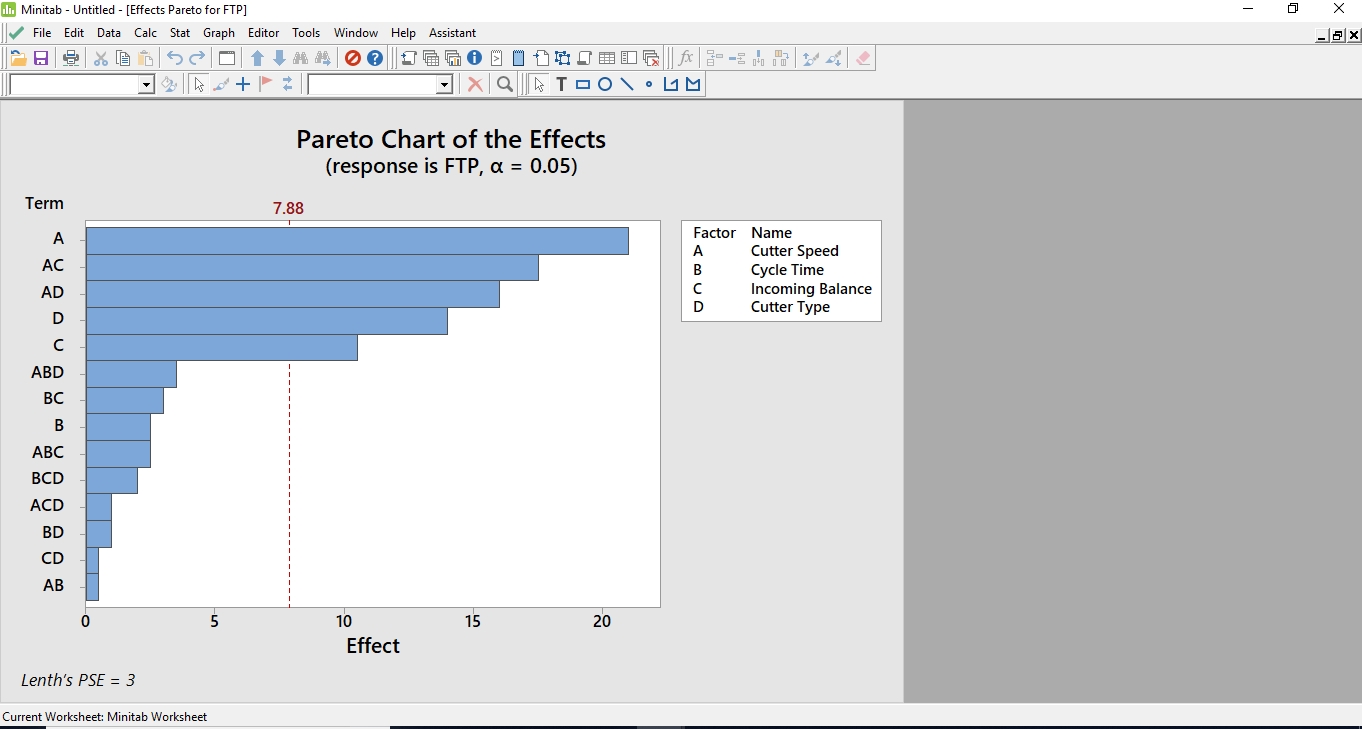 Minitab - Untitled - [Effects Pareto for FTP]
File Edit Data Calc Stat Graph Editor Tools Window Help Assistant
Pareto Chart of the Effects
(response is FTP, α = 0.05)
Term
7.88
A
AC
AD
D
C
ABD
BC
B
ABC
BCD
ACD
BD
CD
AB
0 5 10 15 20
Effect
Factor Name
A Cutter Speed
B Cycle Time
C Incoming Balance
D Cutter Type
Lenth's PSE = 3
Current Worksheet: Minitab Worksheet